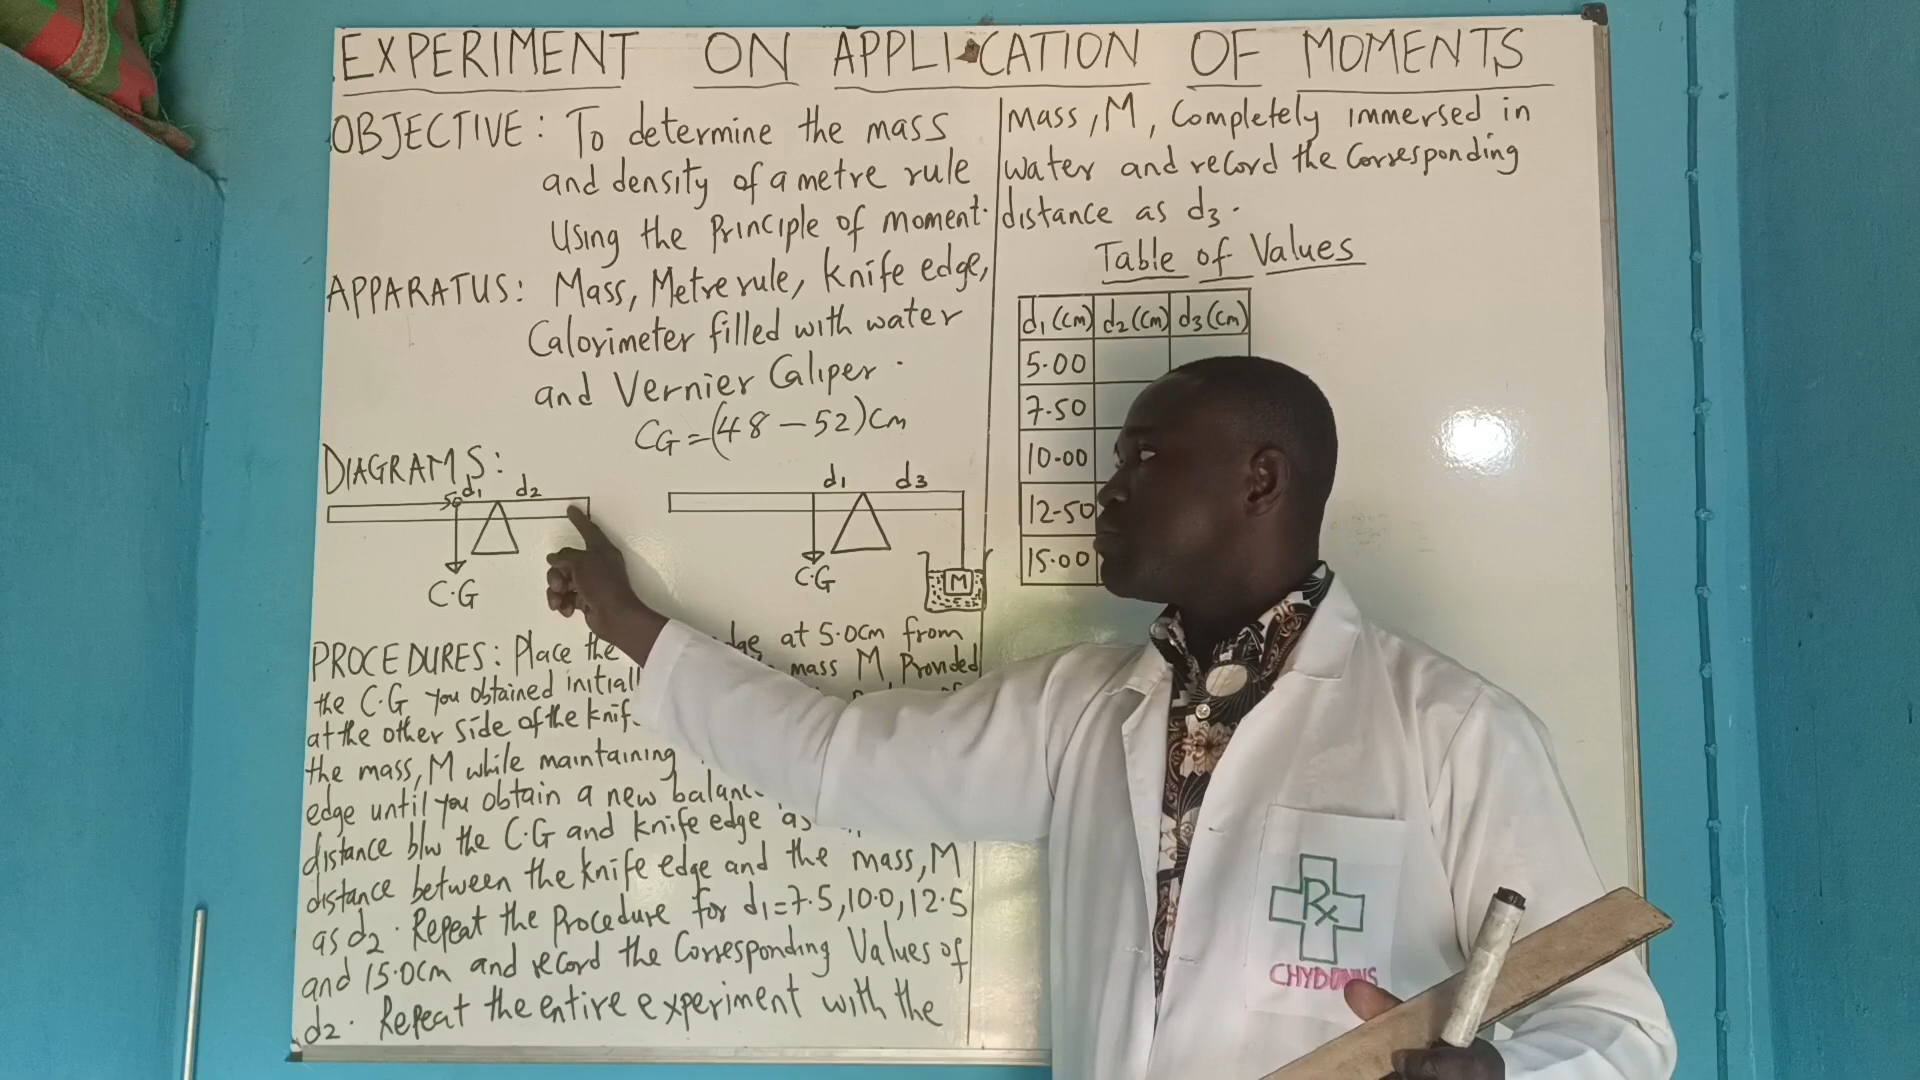 EXPERIMENT ON APPLICATION OF MOMENTS
OBJECTIVE: To determine the mass
and density of a metre rule
Using the Principle of moment.
APPARATUS: Mass, Metre rule, Knife edge,
Calorimeter filled with water
and Vernier Caliper.
CG=(48-52)cm
DIAGRAMS:
50 d1 d2
C.G
d1 d3
C.G
M
PROCEDURES: Place the at 5.0cm from
the C.G you obtained initially mass M Provided
at the other side of the
the mass, M while maintaining
edge until you obtain a new
distance b/w the C.G and knife edge as
distance between the knife edge and the mass, M
as d2. Repeat the Procedure for d1=7.5, 10.0, 12.5
and 15.0cm and record the Corresponding Values of
d2. Repeat the entire experiment with the
Mass, M, Completely immersed in
water and record the Corresponding
distance as d3.
Table of Values
d1(cm) d2(cm) d3(cm)
5.00
7.50
10.00
12.50
15.00
Rx